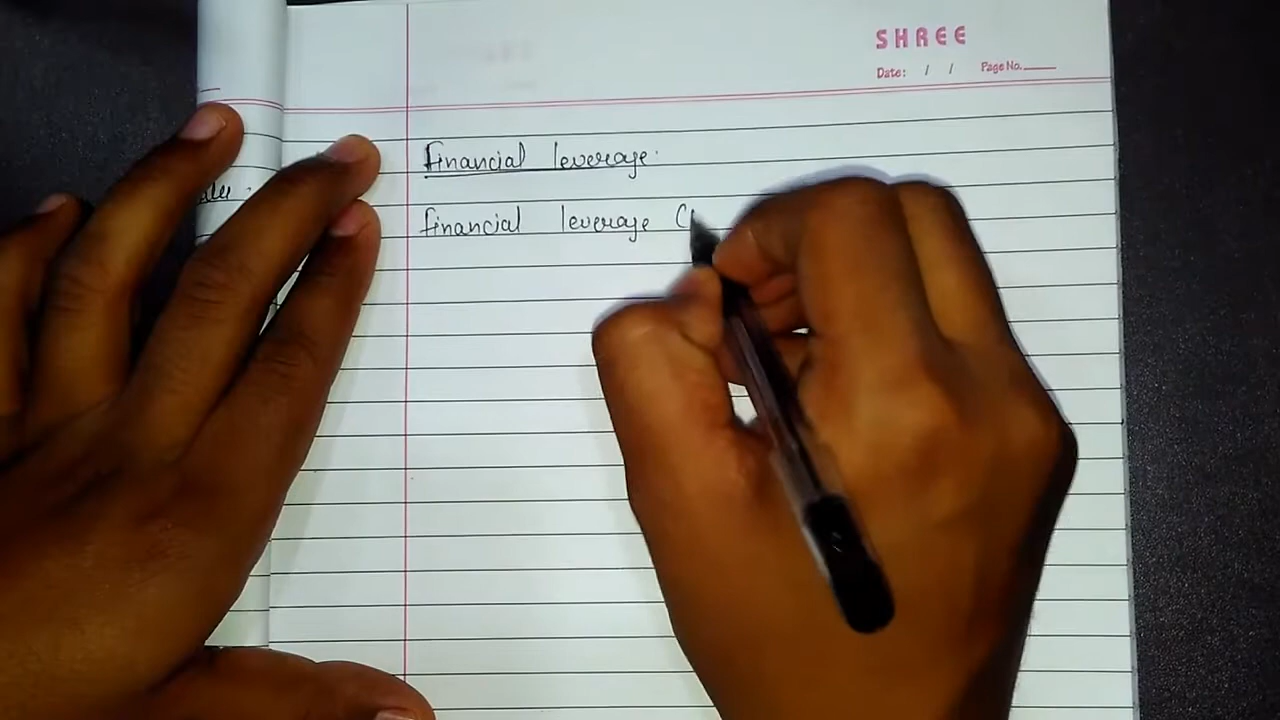 SHREE
Date: / / Page No.
Financial leverage.
financial leverage (